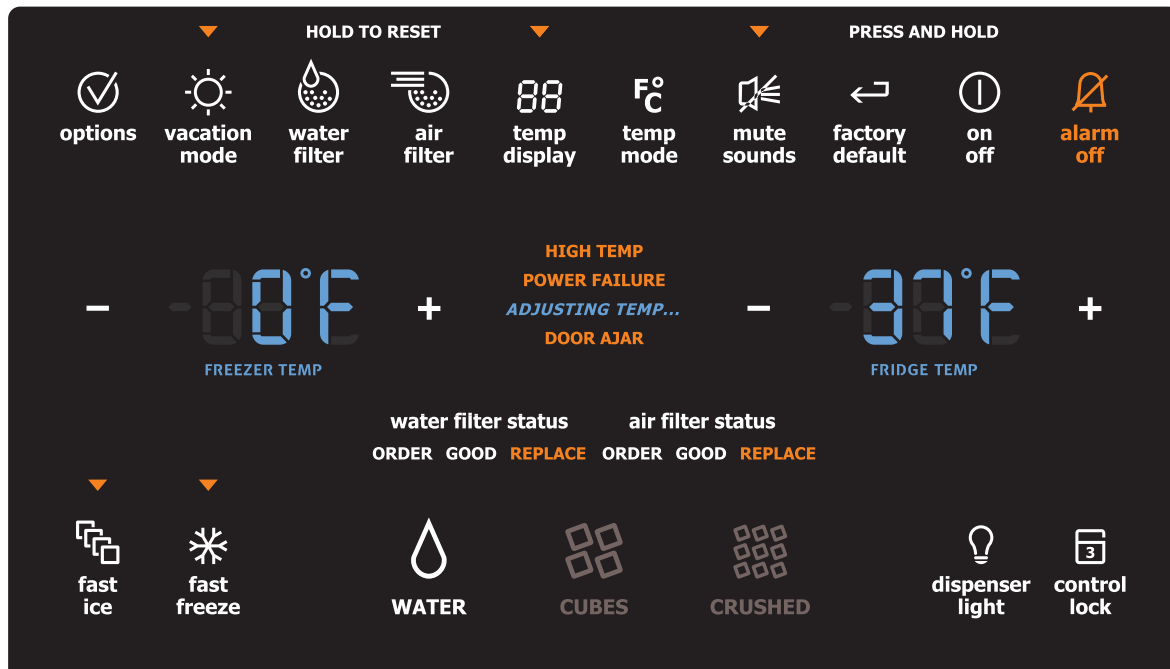 HOLD TO RESET PRESS AND HOLD
88 F°C
options vacation water air temp temp mute factory on alarm
mode filter filter display mode sounds default off off
HIGH TEMP
POWER FAILURE
- 0°F + ADJUSTING TEMP... - 37°F +
DOOR AJAR
FREEZER TEMP FRIDGE TEMP
water filter status air filter status
ORDER GOOD REPLACE ORDER GOOD REPLACE
3
fast fast dispenser control
ice freeze WATER CUBES CRUSHED light lock